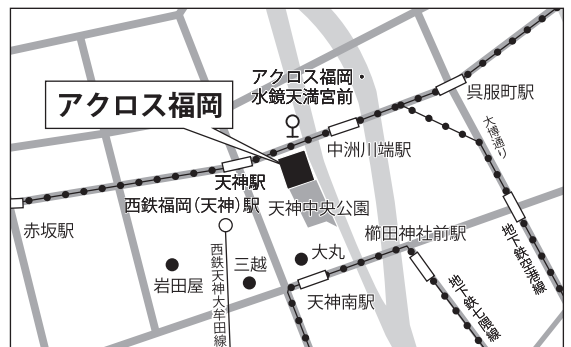 アクロス福岡・
水鏡天満宮前
呉服町駅
アクロス福岡
大博通り
中洲川端駅
天神駅
西鉄福岡(天神)駅
天神中央公園
赤坂駅
櫛田神社前駅
西鉄天神大牟田線
大丸
三越
岩田屋
天神南駅
地下鉄七隈線
地下鉄空港線